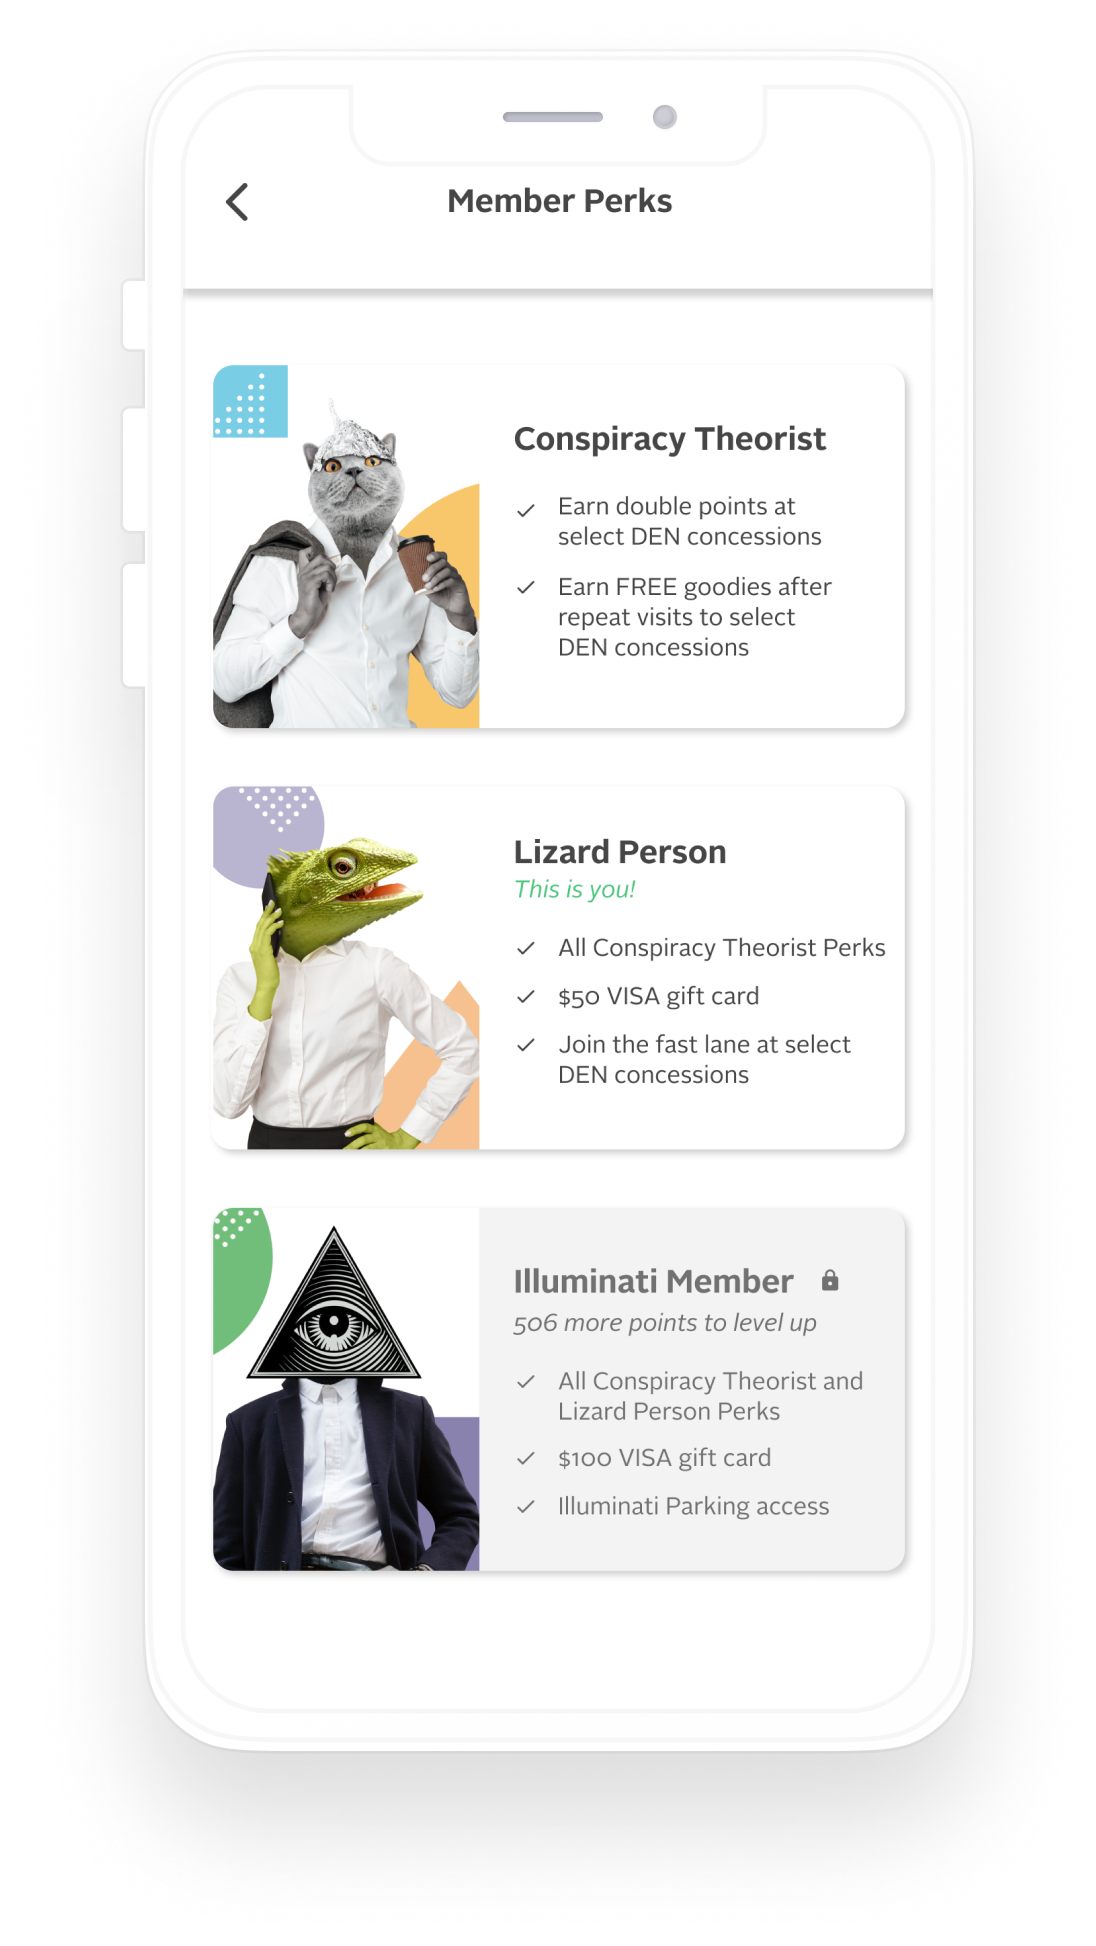 Member Perks
Conspiracy Theorist
Earn double points at
select DEN concessions
Earn FREE goodies after
repeat visits to select
DEN concessions
Lizard Person
This is you!
All Conspiracy Theorist Perks
$50 VISA gift card
Join the fast lane at select
DEN concessions
Illuminati Member
506 more points to level up
All Conspiracy Theorist and
Lizard Person Perks
$100 VISA gift card
Illuminati Parking access